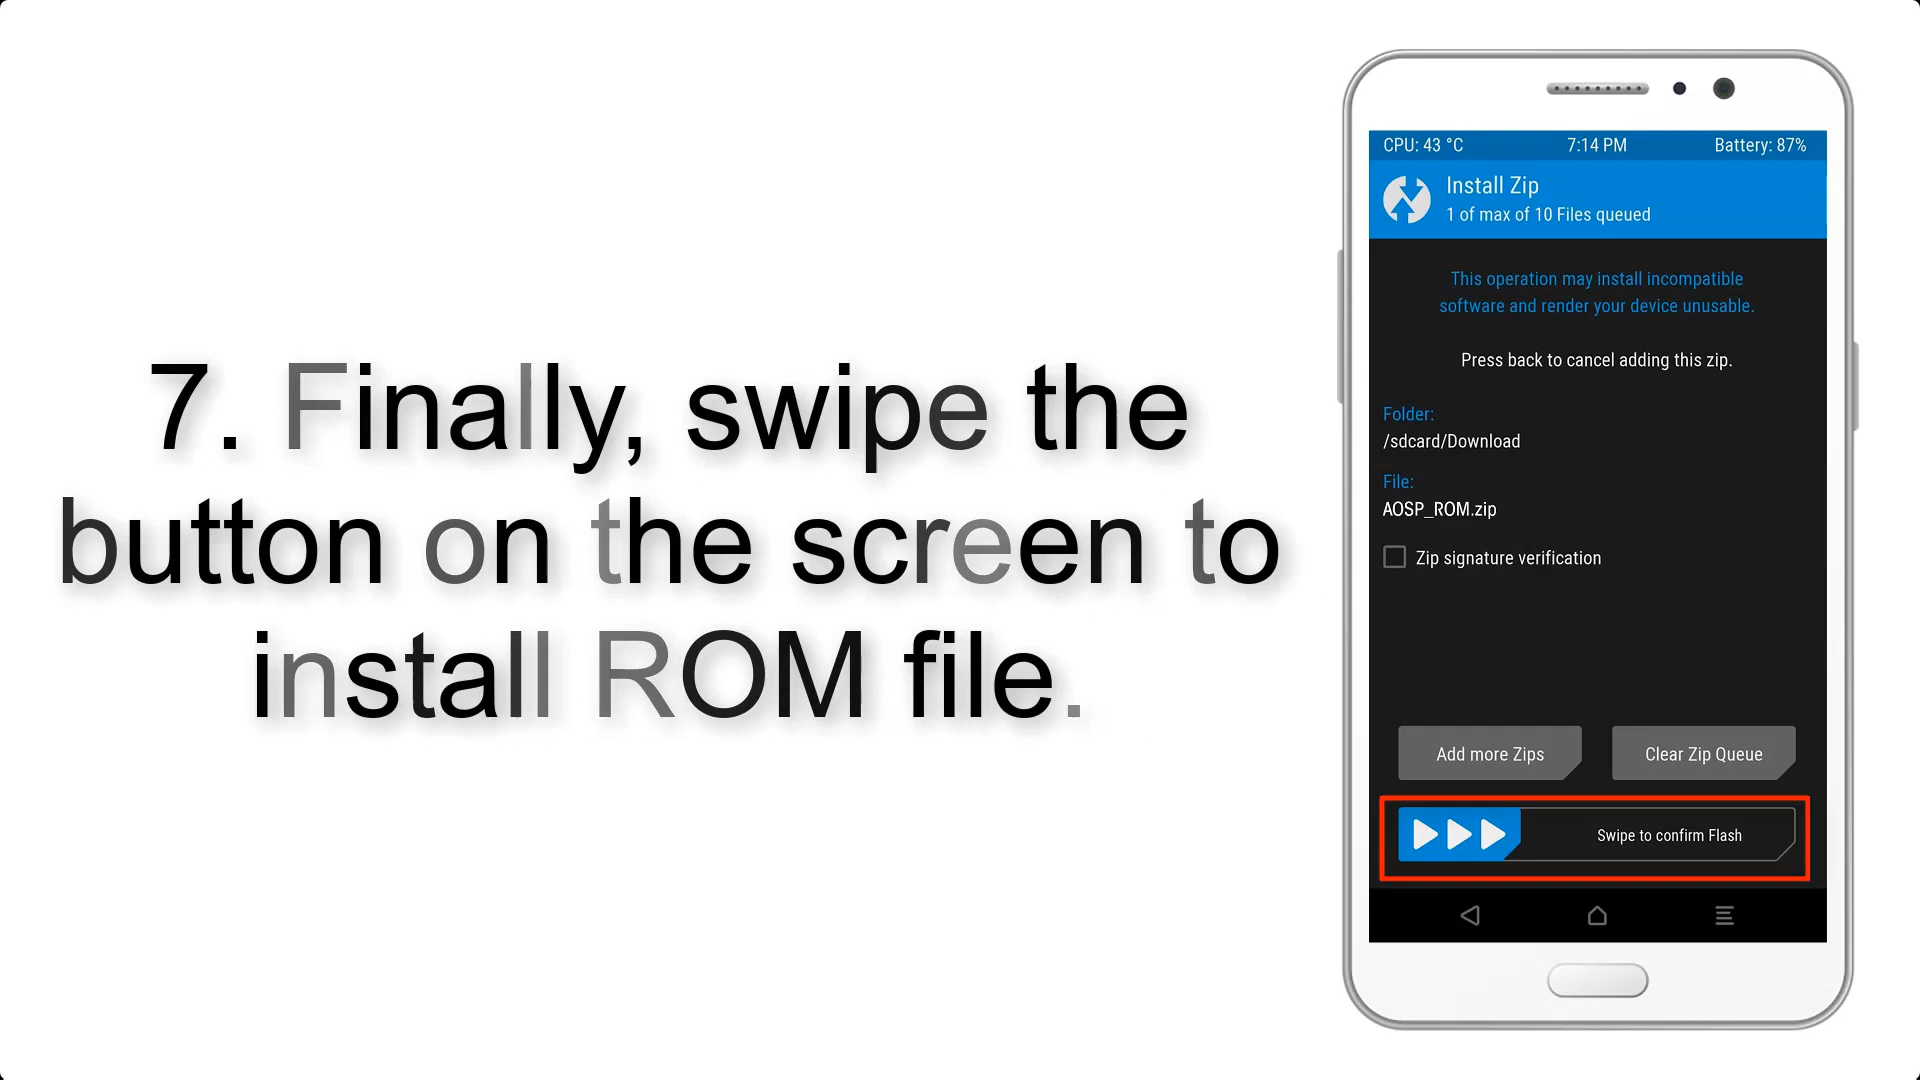 7. Finally, swipe the
button on the screen to
install ROM file.
CPU: 43 °C 7:14 PM Battery: 87%
Install Zip
1 of max of 10 Files queued
This operation may install incompatible
software and render your device unusable.
Press back to cancel adding this zip.
Folder:
/sdcard/Download
File:
AOSP_ROM.zip
Zip signature verification
Add more Zips Clear Zip Queue
Swipe to confirm Flash